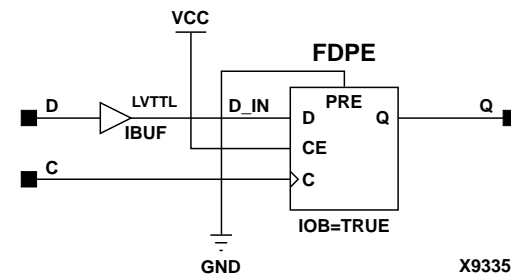 VCC
FDPE
D
LVTTL
D_IN
IBUF
D
PRE
Q
Q
CE
C
C
IOB=TRUE
GND
X9335